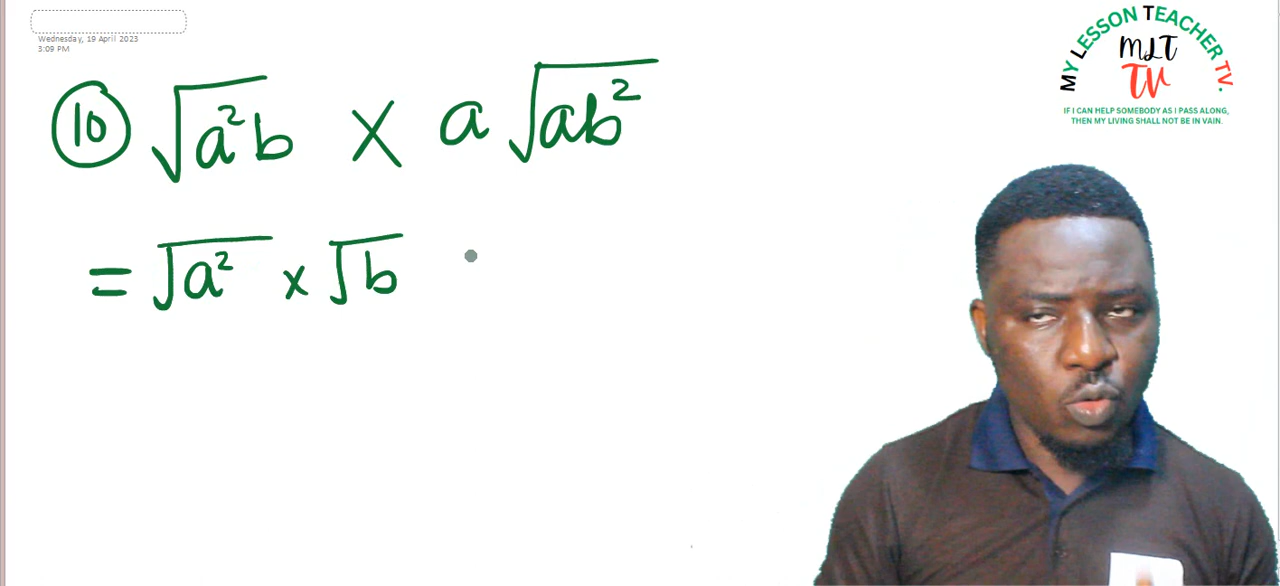 Wednesday, 19 April 2023
3:09 PM
MY LESSON TEACHER TV.
MLT
TV
IF I CAN HELP SOMEBODY AS I PASS ALONG,
THEN MY LIVING SHALL NOT BE IN VAIN.
⑩ √(a²b) × a√(ab²)
= √(a²) × √b